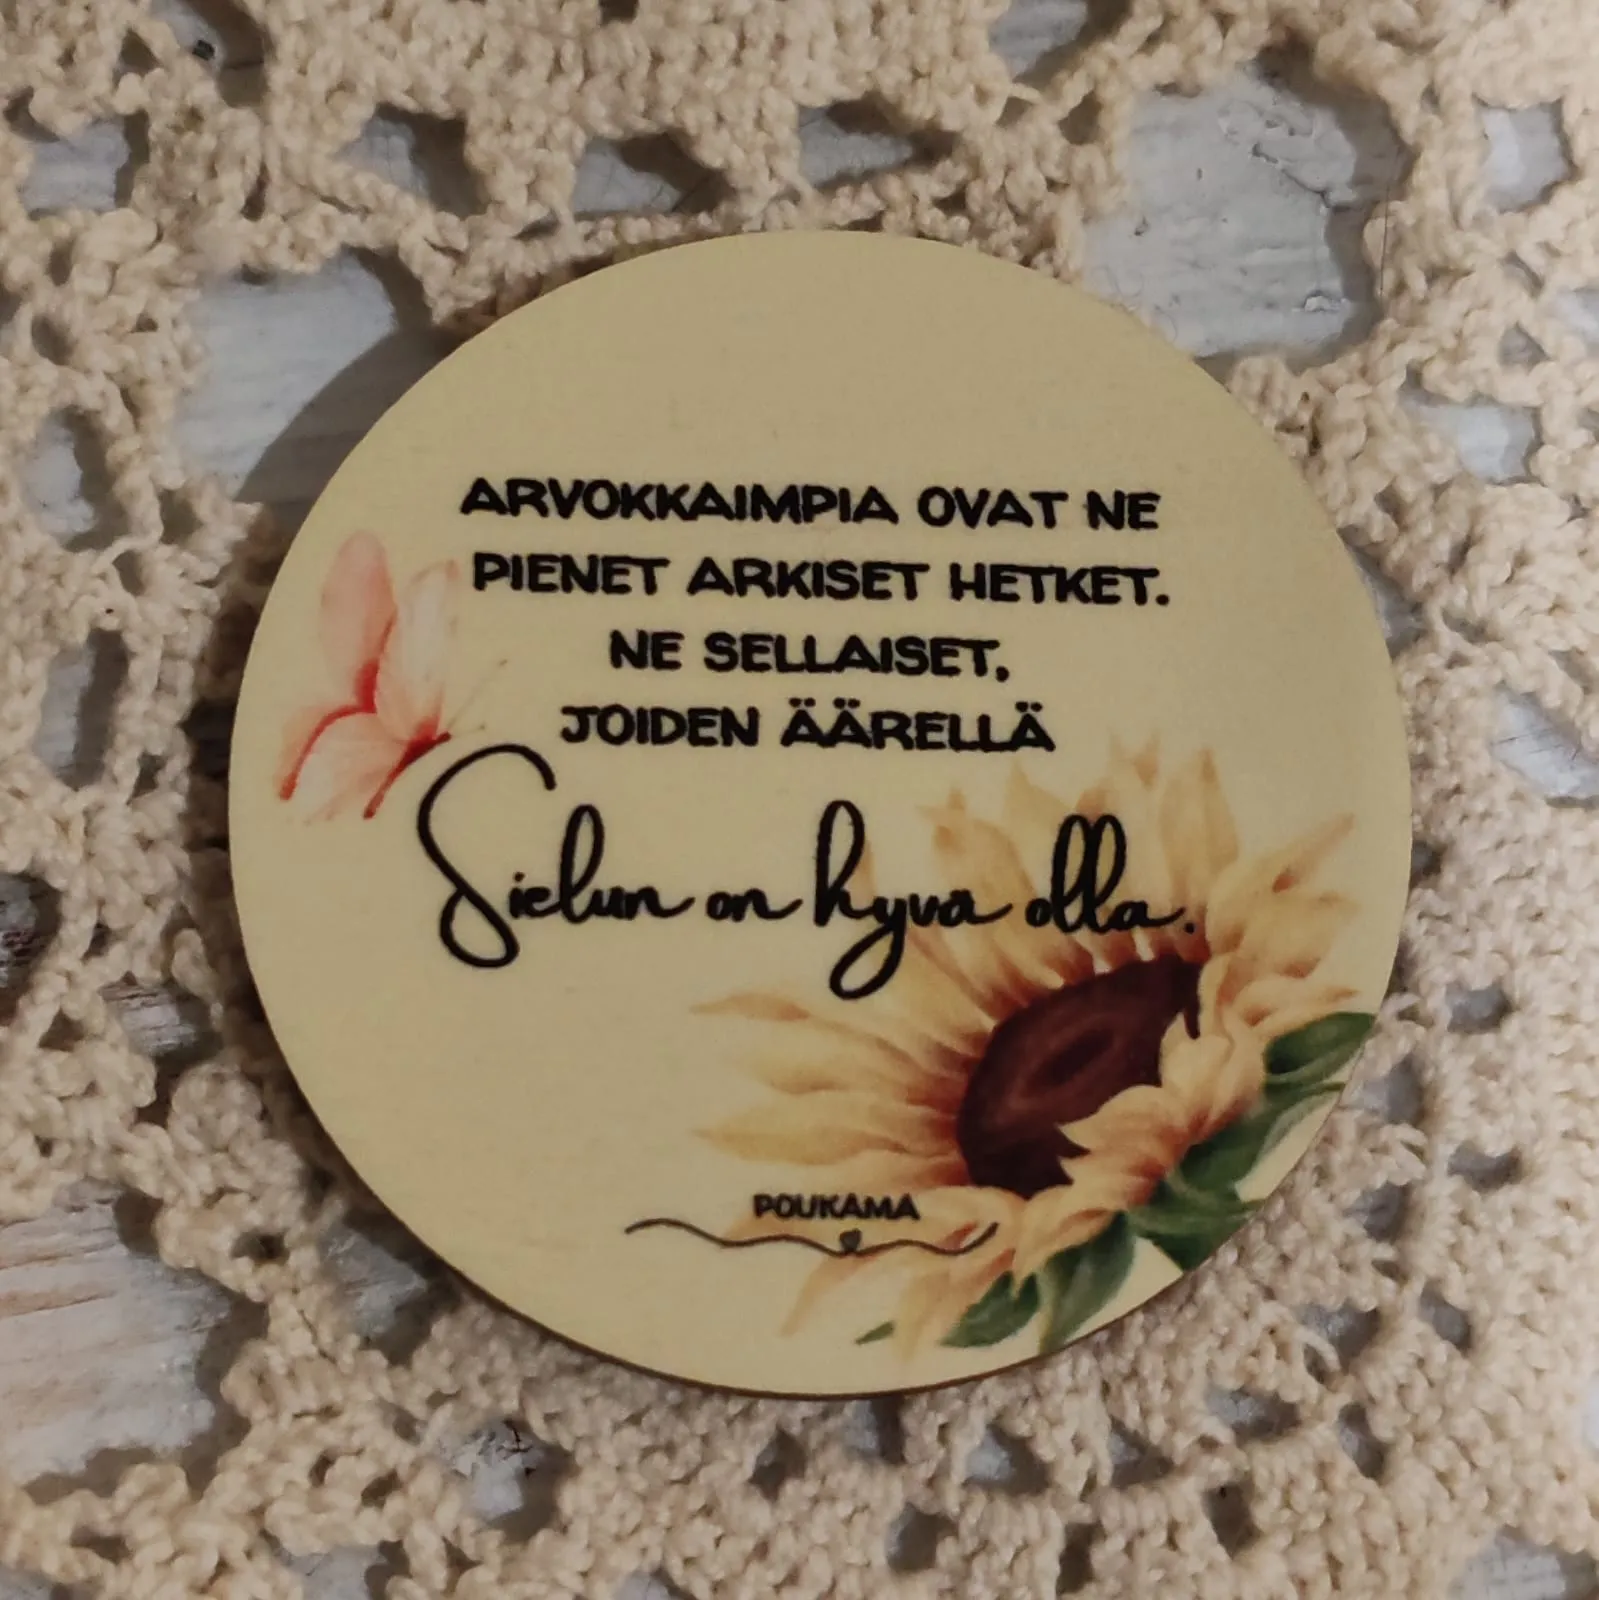 ARVOKKAIMPIA OVAT NE
PIENET ARKISET HETKET.
NE SELLAISET,
JOIDEN ÄÄRELLÄ
Sielun on hyvä olla.
POUKAMA